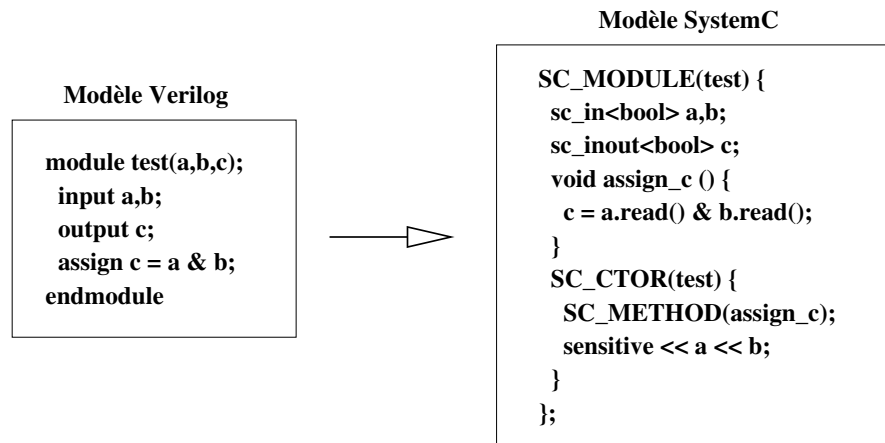 Modèle Verilog
module test(a,b,c);
input a,b;
output c;
assign c = a & b;
endmodule
Modèle SystemC
SC_MODULE(test) {
sc_in<bool> a,b;
sc_inout<bool> c;
void assign_c () {
c = a.read() & b.read();
}
SC_CTOR(test) {
SC_METHOD(assign_c);
sensitive << a << b;
}
};